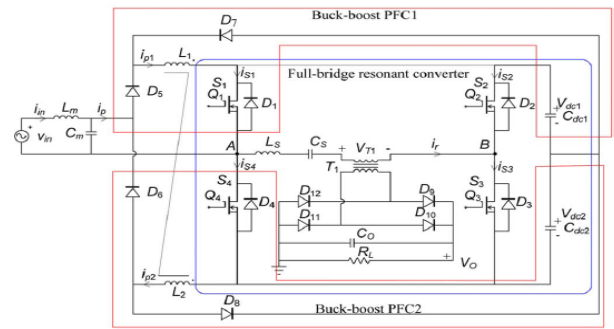 Buck-boost PFC1
D7
ip1
L1
iS1
Full-bridge resonant converter
S2
iS2
D5
S1
Q1
D1
Q2
D2
Vdc1
Cdc1
iin
Lm
ip
Vin
Cm
A
LS
CS
+ VT1 -
ir
B
iS4
T1
iS3
D6
S4
Q4
D4
D12
D9
S3
Q3
D3
D11
D10
Vdc2
Cdc2
CO
RL
+
VO
ip2
L2
D8
Buck-boost PFC2